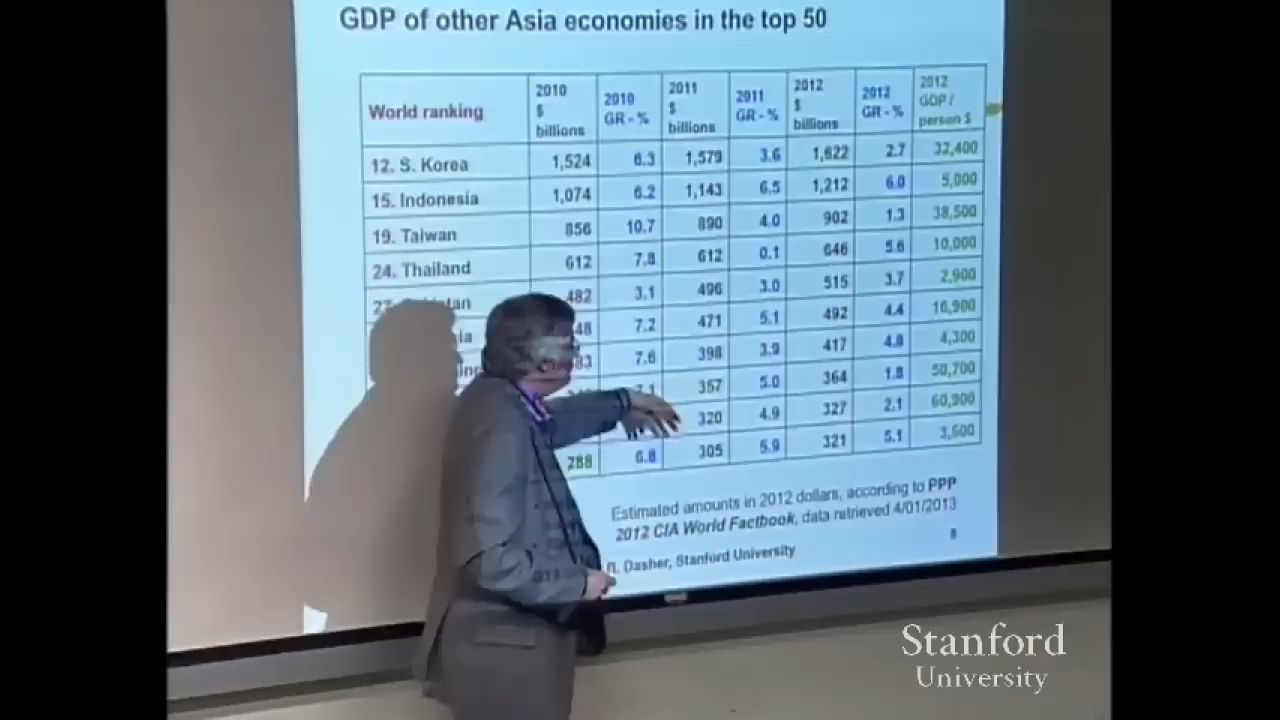 GDP of other Asia economies in the top 50
World ranking 2010 $ billions 2010 GR - % 2011 $ billions 2011 GR - % 2012 $ billions 2012 GR - % 2012 GDP / person $
12. S. Korea 1,524 6.3 1,579 3.6 1,622 2.7 32,400
15. Indonesia 1,074 6.2 1,143 6.5 1,212 6.0 5,000
19. Taiwan 856 10.7 890 4.0 902 1.3 38,500
24. Thailand 612 7.8 612 0.1 646 5.6 10,000
482 3.1 496 3.0 515 3.7 2,900
48 7.2 471 5.1 492 4.4 16,900
83 7.6 398 3.9 417 4.8 4,300
357 5.0 364 1.8 50,700
320 4.9 327 2.1 60,900
288 6.8 305 5.9 321 5.1 3,500
Estimated amounts in 2012 dollars, according to PPP
2012 CIA World Factbook, data retrieved 4/01/2013
8
Dasher, Stanford University
Stanford
University